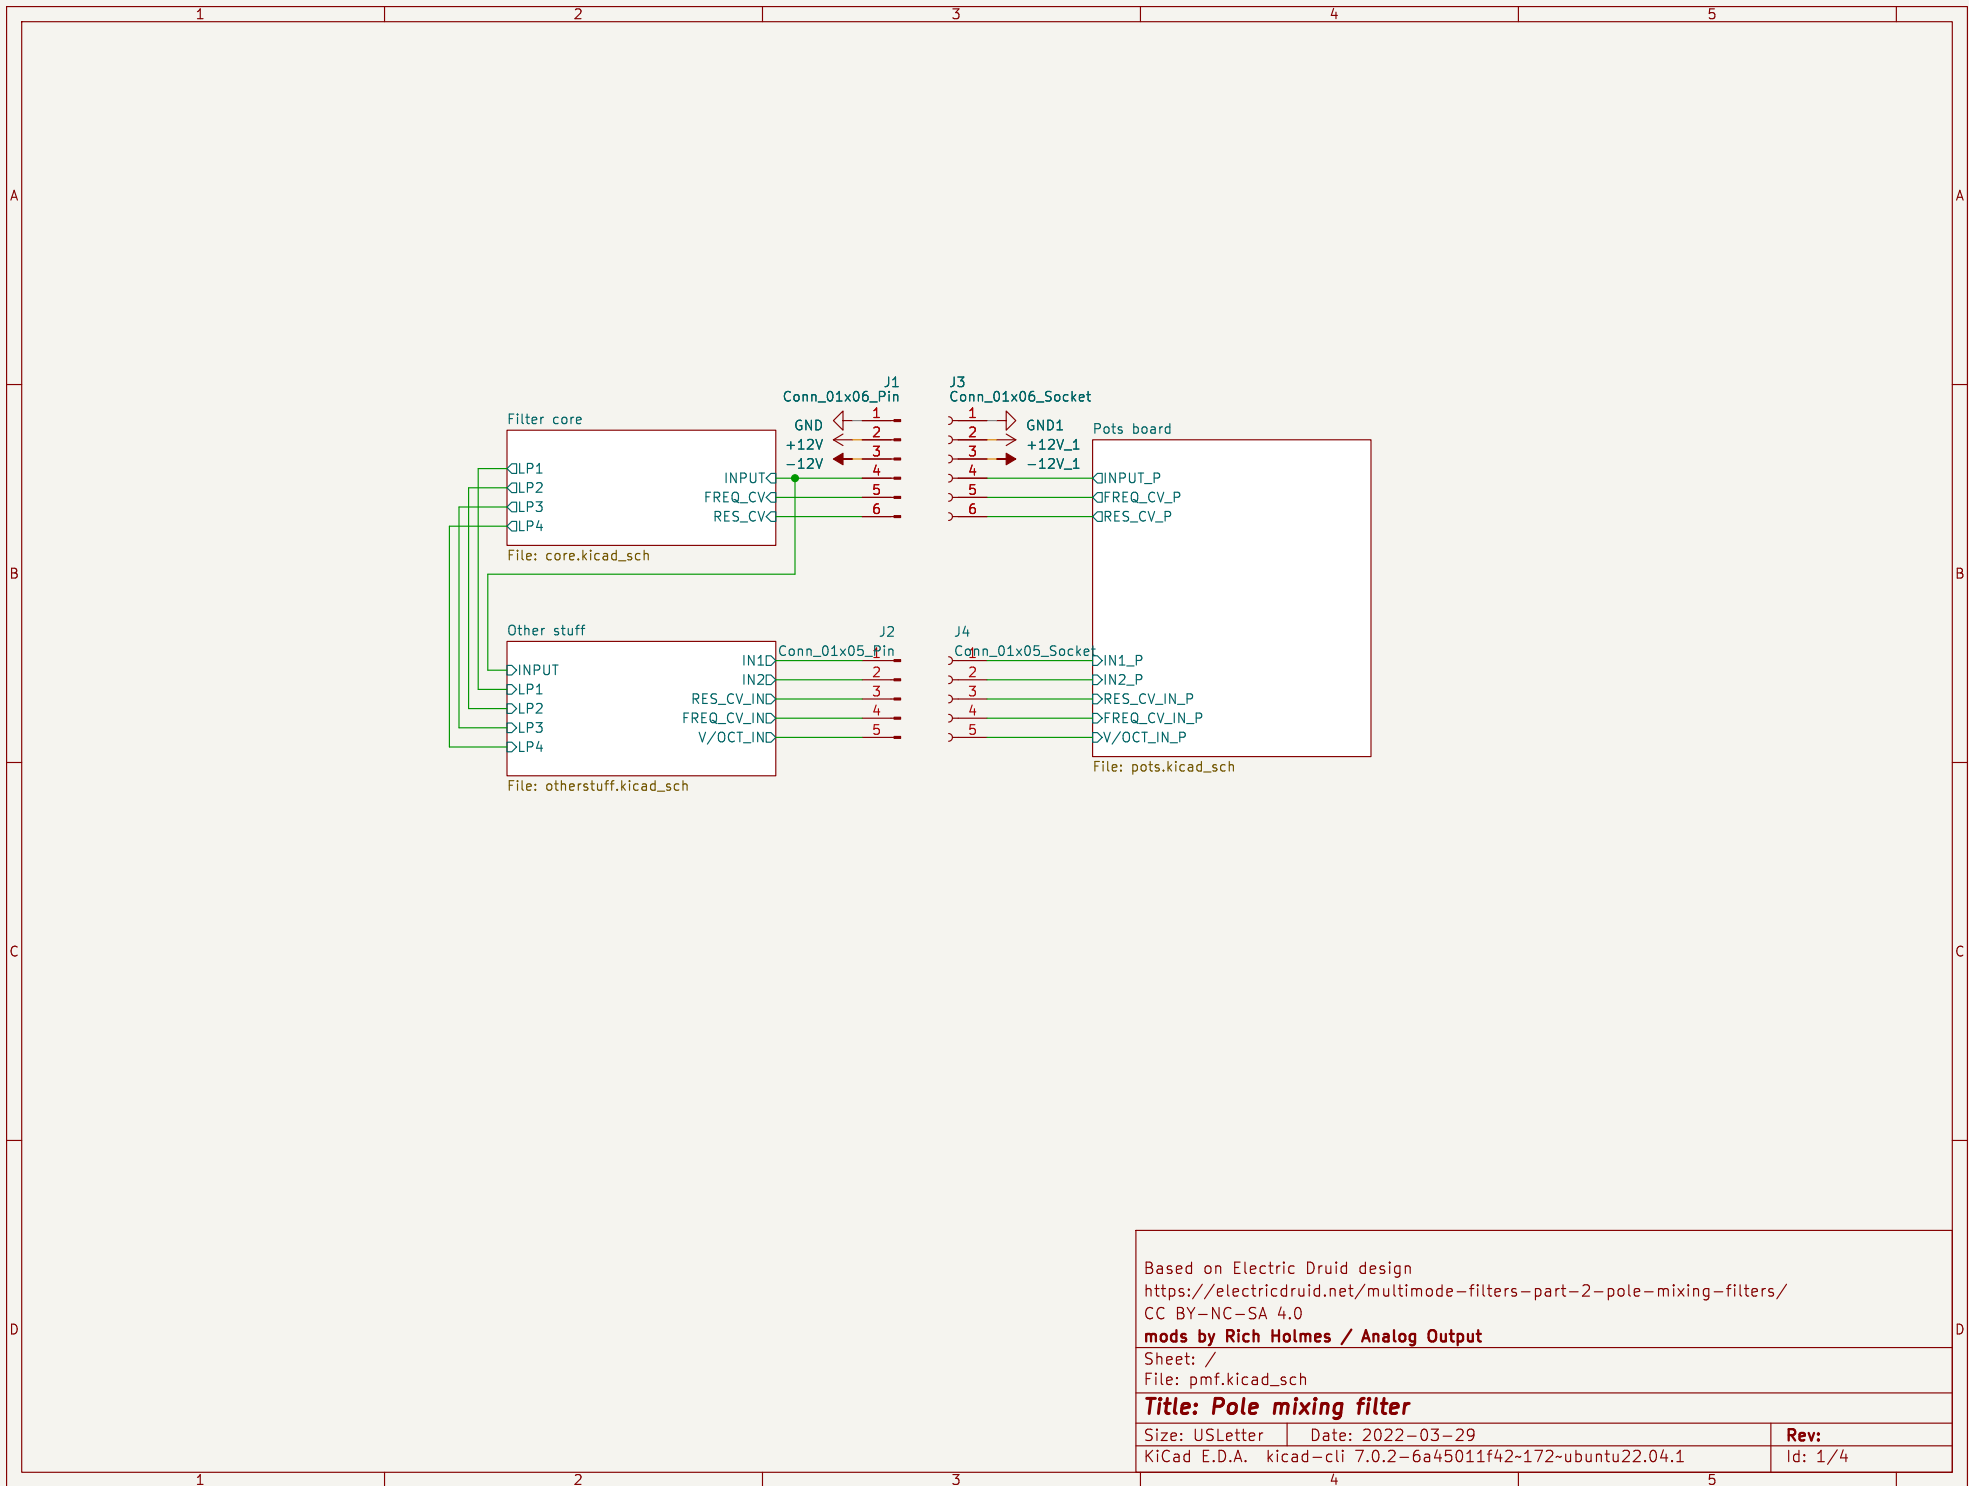 1 2 3 4 5
A A
B B
C C
D D
J1
Conn_01x06_Pin
GND
+12V
-12V
1
2
3
4
5
6
J3
Conn_01x06_Socket
1
2
3
4
5
6
GND1
+12V_1
-12V_1
Filter core
LP1
LP2
LP3
LP4
INPUT
FREQ_CV
RES_CV
File: core.kicad_sch
Pots board
INPUT_P
FREQ_CV_P
RES_CV_P
IN1_P
IN2_P
RES_CV_IN_P
FREQ_CV_IN_P
V/OCT_IN_P
File: pots.kicad_sch
Other stuff
INPUT
LP1
LP2
LP3
LP4
IN1
IN2
RES_CV_IN
FREQ_CV_IN
V/OCT_IN
File: otherstuff.kicad_sch
J2
Conn_01x05_Pin
1
2
3
4
5
J4
Conn_01x05_Socket
1
2
3
4
5
Based on Electric Druid design
https://electricdruid.net/multimode-filters-part-2-pole-mixing-filters/
CC BY-NC-SA 4.0
mods by Rich Holmes / Analog Output
Sheet: /
File: pmf.kicad_sch
Title: Pole mixing filter
Size: USLetter Date: 2022-03-29 Rev:
KiCad E.D.A. kicad-cli 7.0.2-6a45011f42~172~ubuntu22.04.1 Id: 1/4
1 2 3 4 5